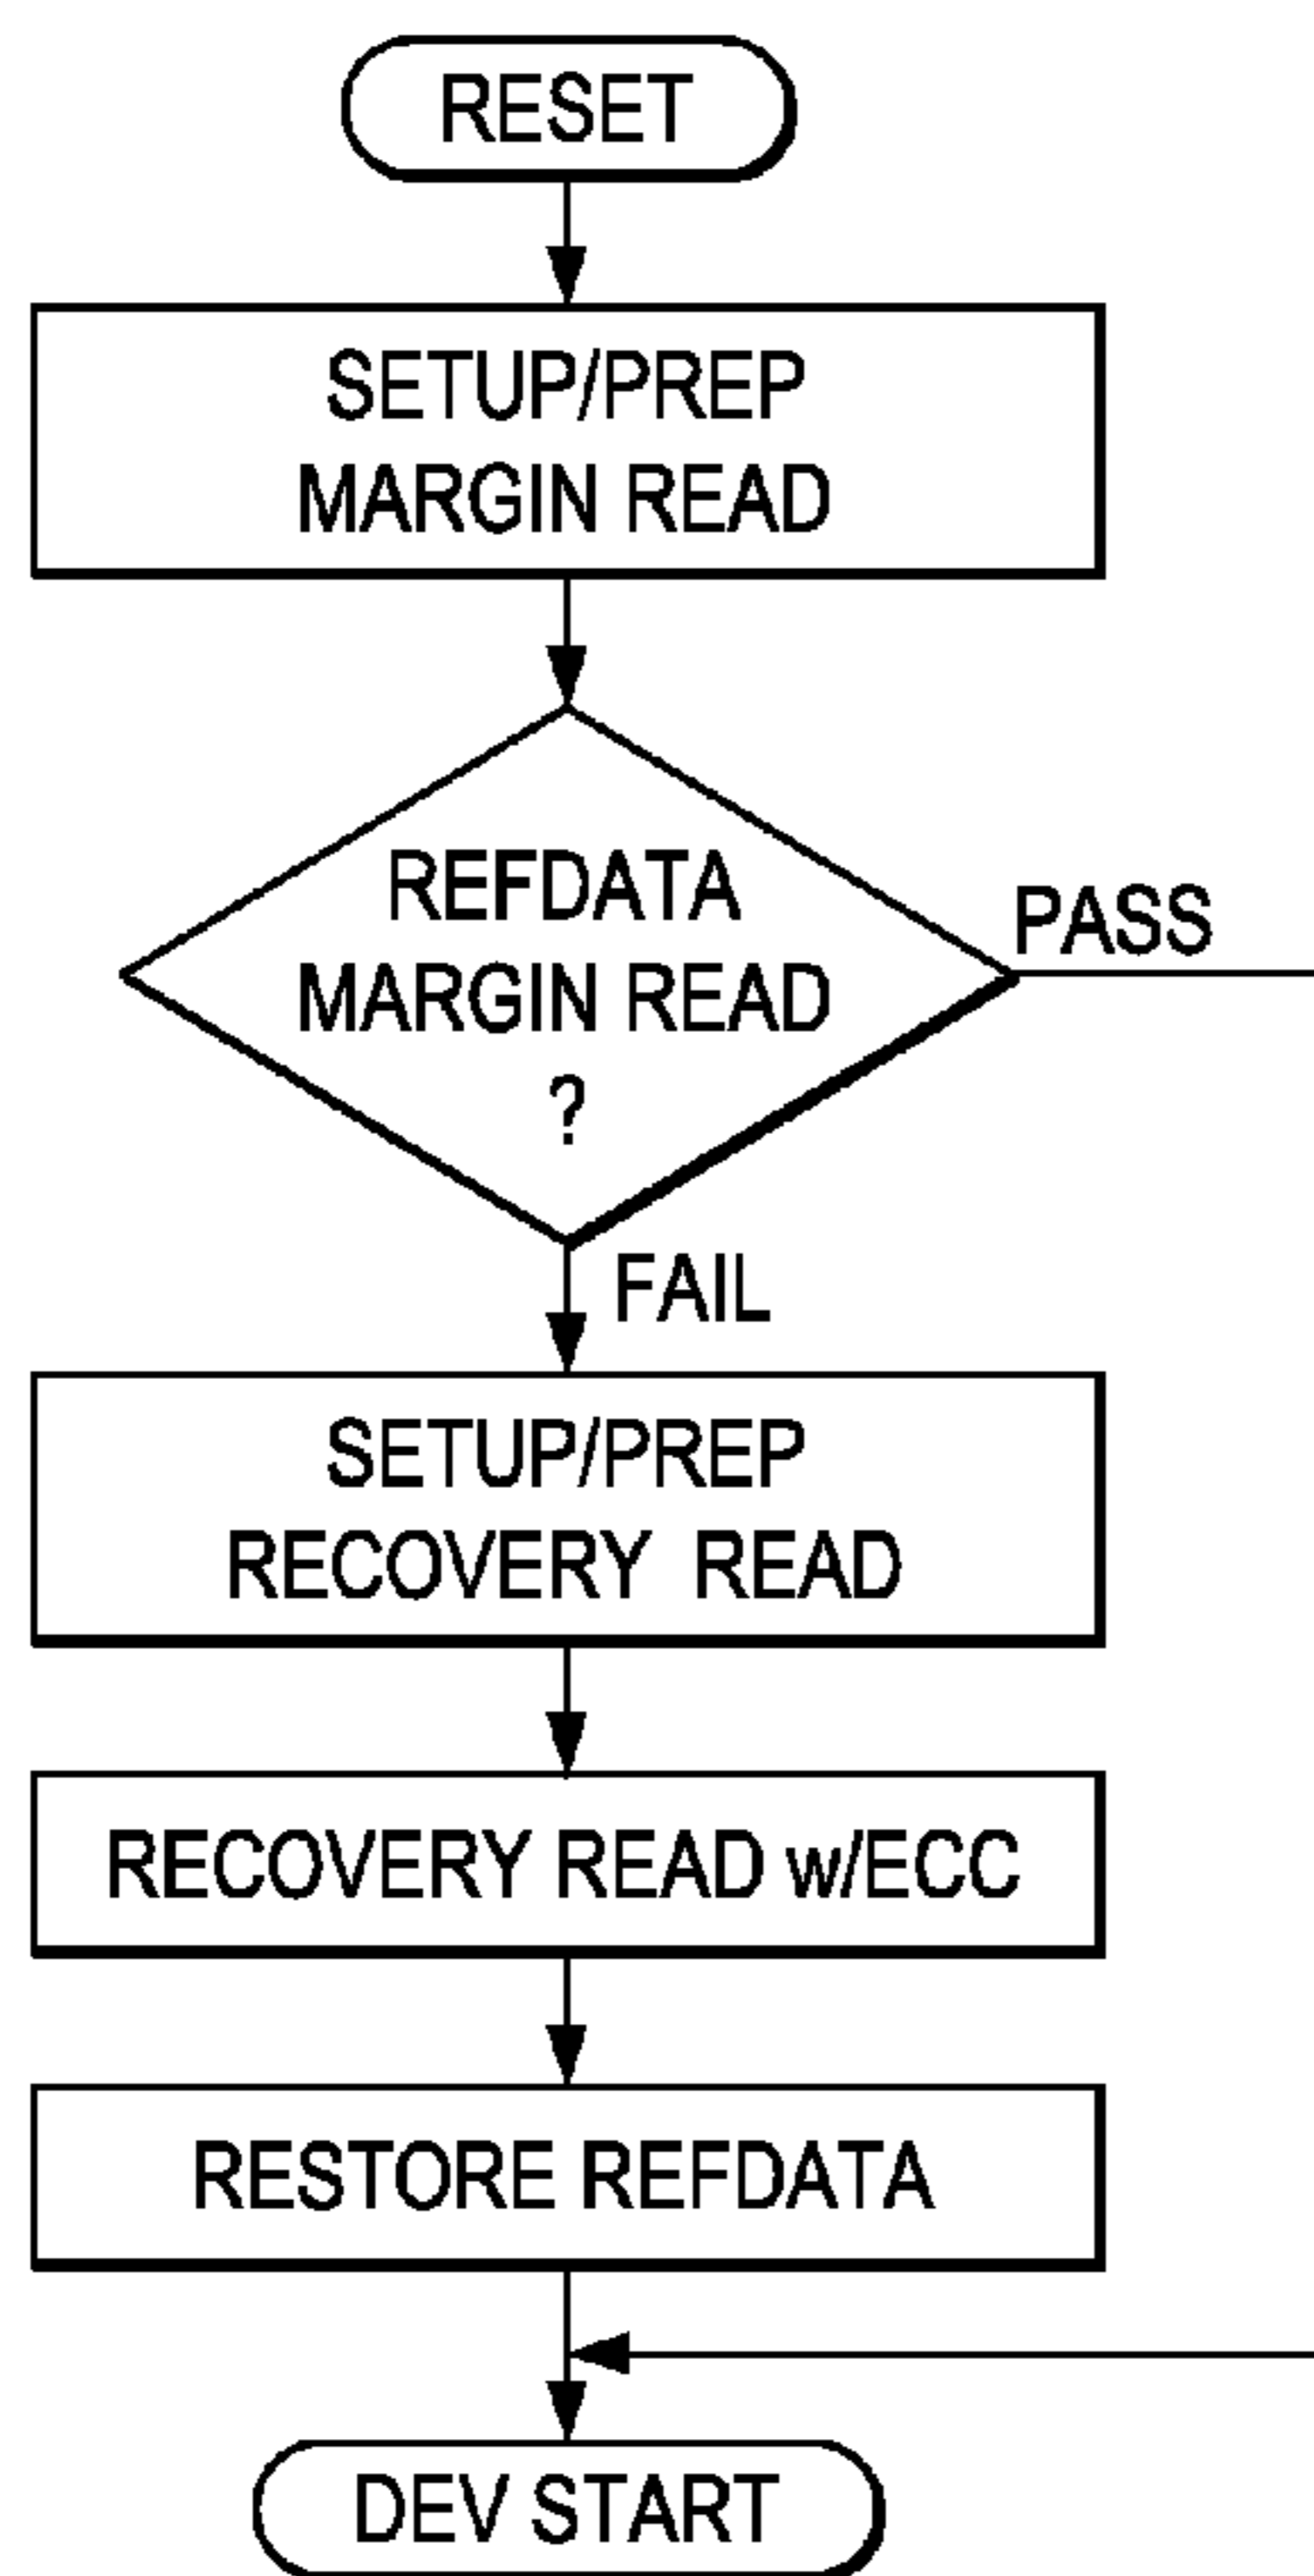 RESET
SETUP/PREP
MARGIN READ
REFDATA
MARGIN READ
?
PASS
FAIL
SETUP/PREP
RECOVERY READ
RECOVERY READ w/ECC
RESTORE REFDATA
DEV START